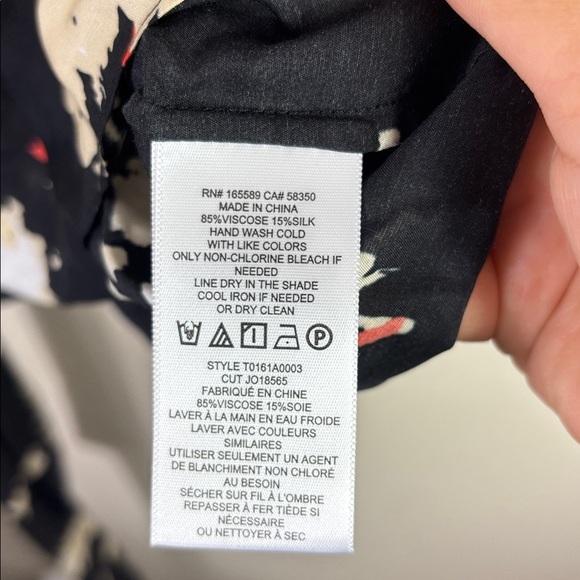 RN# 165589 CA# 58350
MADE IN CHINA
85%VISCOSE 15%SILK
HAND WASH COLD
WITH LIKE COLORS
ONLY NON-CHLORINE BLEACH IF
NEEDED
LINE DRY IN THE SHADE
COOL IRON IF NEEDED
OR DRY CLEAN
P
STYLE T0161A0003
CUT JO18565
FABRIQUÉ EN CHINE
85%VISCOSE 15%SOIE
LAVER À LA MAIN EN EAU FROIDE
LAVER AVEC COULEURS
SIMILAIRES
UTILISER SEULEMENT UN AGENT
DE BLANCHIMENT NON CHLORÉ
AU BESOIN
SÉCHER SUR FIL À L'OMBRE
REPASSER À FER TIÈDE SI
NÉCESSAIRE
OU NETTOYER À SEC